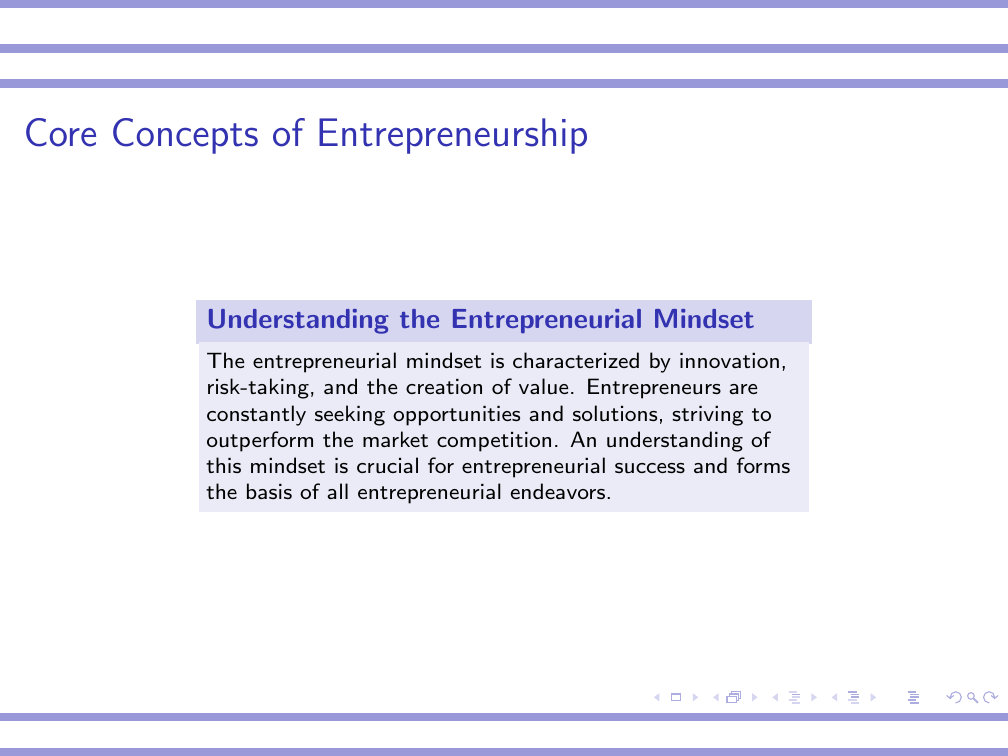 Core Concepts of Entrepreneurship
Understanding the Entrepreneurial Mindset
The entrepreneurial mindset is characterized by innovation,
risk-taking, and the creation of value. Entrepreneurs are
constantly seeking opportunities and solutions, striving to
outperform the market competition. An understanding of
this mindset is crucial for entrepreneurial success and forms
the basis of all entrepreneurial endeavors.